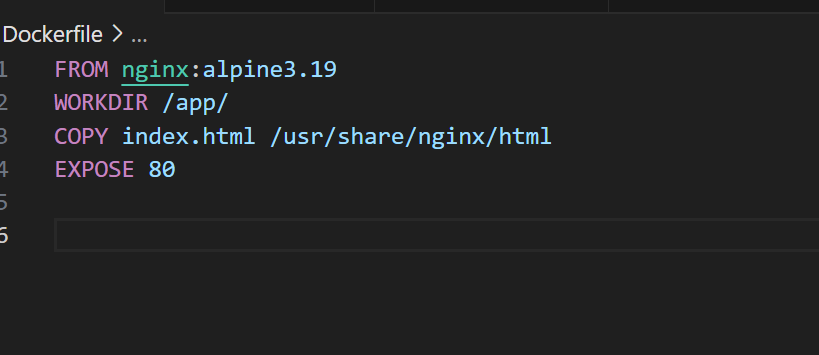 Dockerfile > ...
1 FROM nginx:alpine3.19
2 WORKDIR /app/
3 COPY index.html /usr/share/nginx/html
4 EXPOSE 80
5
6